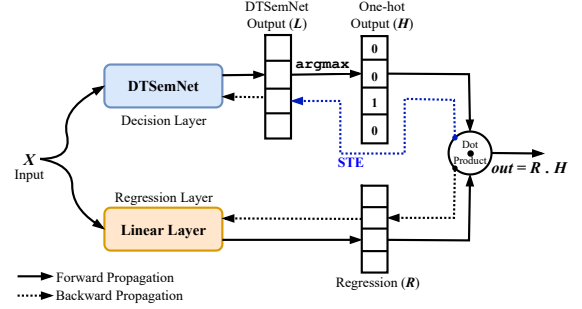 DTSemNet
Output (L)
One-hot
Output (H)
0
0
1
0
argmax
DTSemNet
Decision Layer
STE
X
Input
Dot
Product
out = R . H
Regression Layer
Linear Layer
Regression (R)
Forward Propagation
Backward Propagation